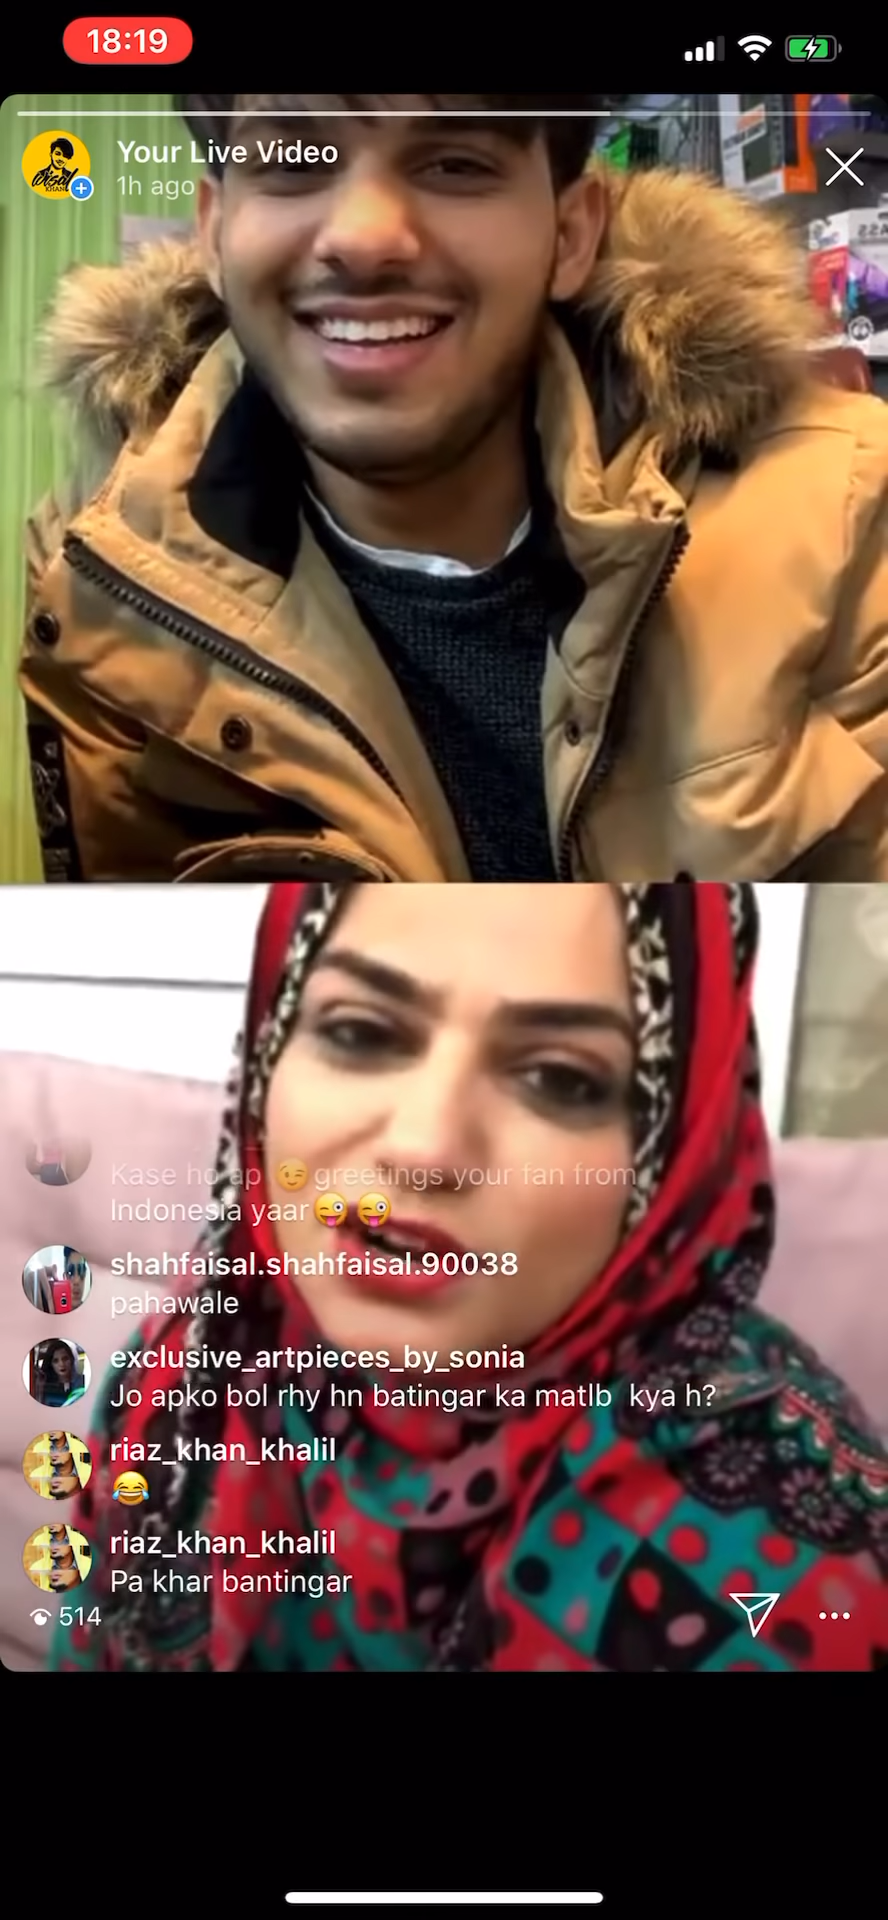 18:19
Your Live Video
1h ago
Kase ho ap 😉 greetings your fan from
Indonesia yaar😜😜
shahfaisal.shahfaisal.90038
pahawale
exclusive_artpieces_by_sonia
Jo apko bol rhy hn batingar ka matlb kya h?
riaz_khan_khalil
😂
riaz_khan_khalil
Pa khar bantingar
514